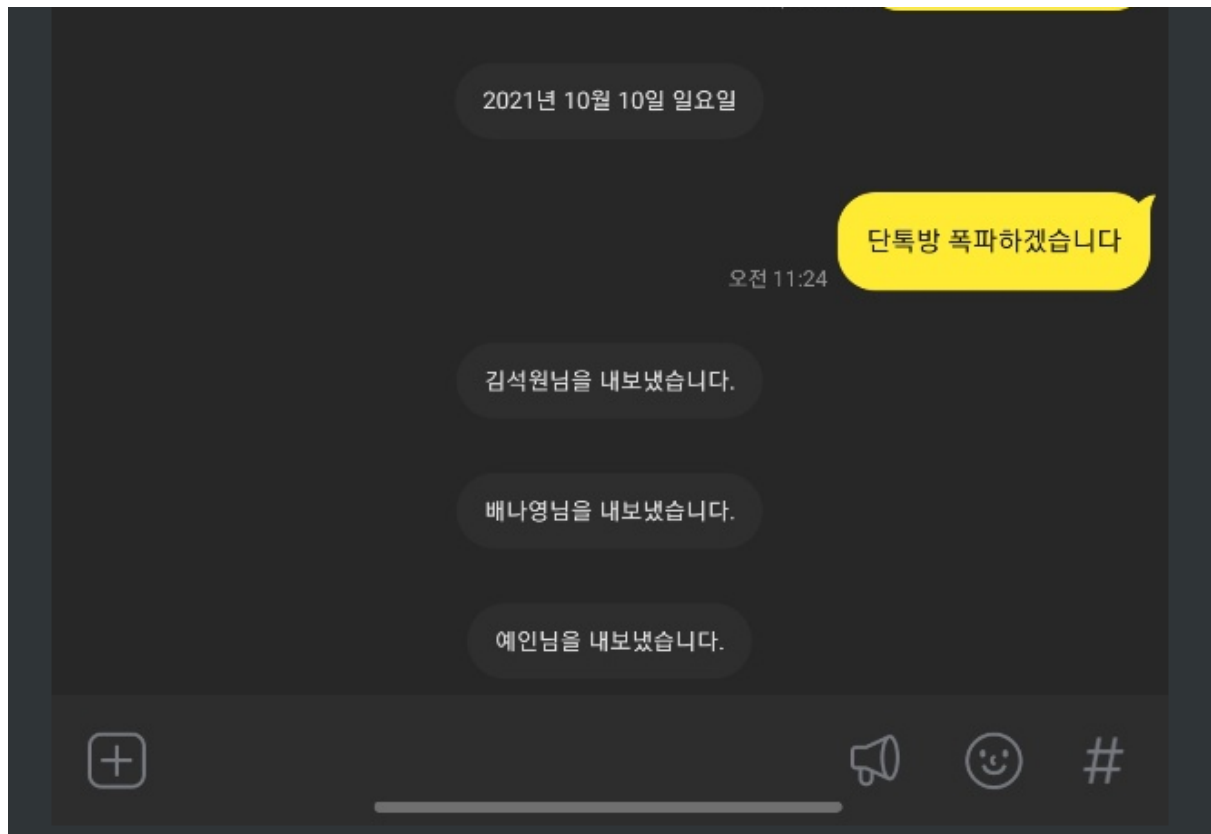 2021년 10월 10일 일요일
단톡방 폭파하겠습니다
오전 11:24
김석원님을 내보냈습니다.
배나영님을 내보냈습니다.
예인님을 내보냈습니다.
#